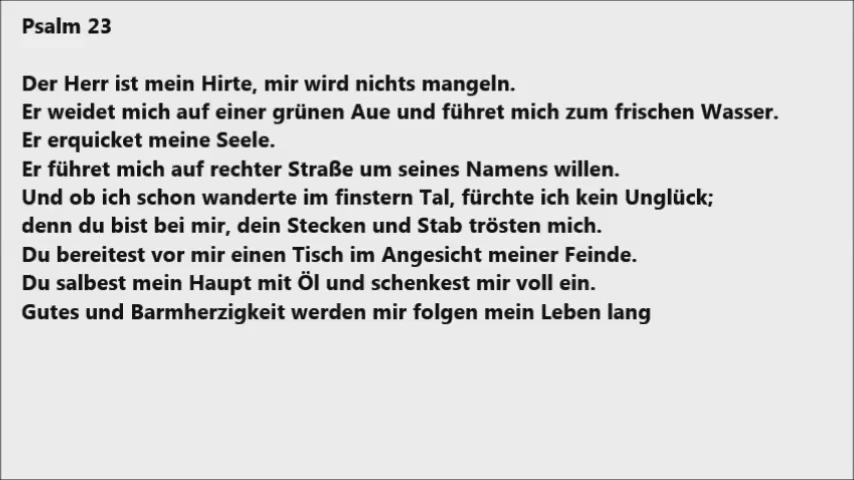 Psalm 23
Der Herr ist mein Hirte, mir wird nichts mangeln.
Er weidet mich auf einer grünen Aue und führet mich zum frischen Wasser.
Er erquicket meine Seele.
Er führet mich auf rechter Straße um seines Namens willen.
Und ob ich schon wanderte im finstern Tal, fürchte ich kein Unglück;
denn du bist bei mir, dein Stecken und Stab trösten mich.
Du bereitest vor mir einen Tisch im Angesicht meiner Feinde.
Du salbest mein Haupt mit Öl und schenkest mir voll ein.
Gutes und Barmherzigkeit werden mir folgen mein Leben lang